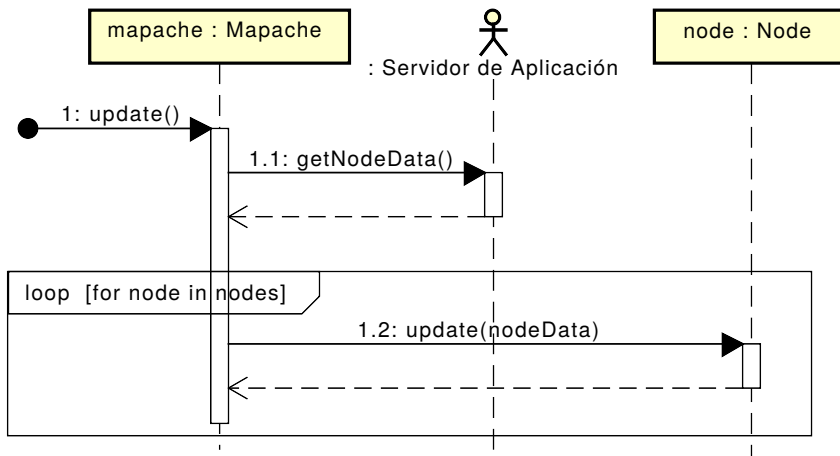 mapache : Mapache
: Servidor de Aplicación
node : Node
1: update()
1.1: getNodeData()
loop [for node in nodes]
1.2: update(nodeData)